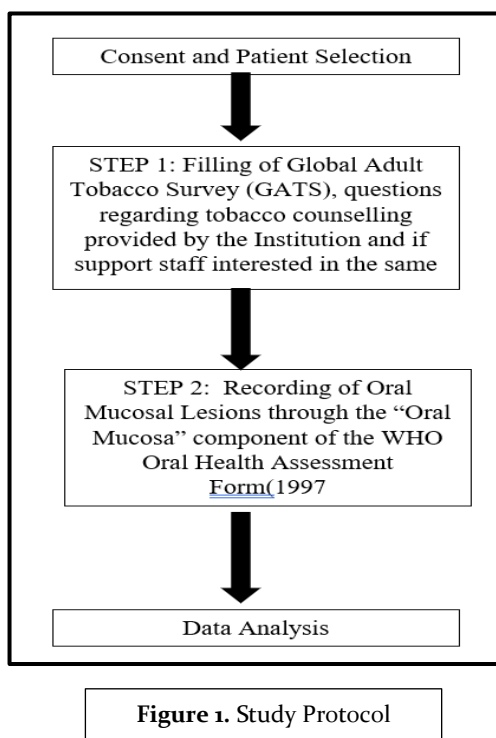 Consent and Patient Selection
STEP 1: Filling of Global Adult
Tobacco Survey (GATS), questions
regarding tobacco counselling
provided by the Institution and if
support staff interested in the same
STEP 2:  Recording of Oral
Mucosal Lesions through the “Oral
Mucosa” component of the WHO
Oral Health Assessment
Form(1997
Data Analysis
Figure 1. Study Protocol